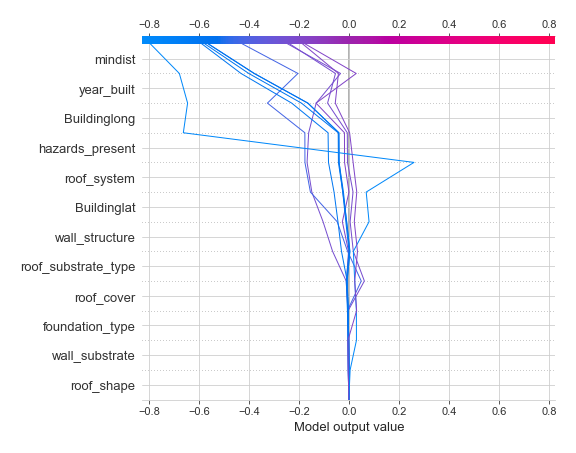 −0.8 −0.6 −0.4 −0.2 0.0 0.2 0.4 0.6 0.8
mindist
year_built
Buildinglong
hazards_present
roof_system
Buildinglat
wall_structure
roof_substrate_type
roof_cover
foundation_type
wall_substrate
roof_shape
−0.8 −0.6 −0.4 −0.2 0.0 0.2 0.4 0.6 0.8
Model output value